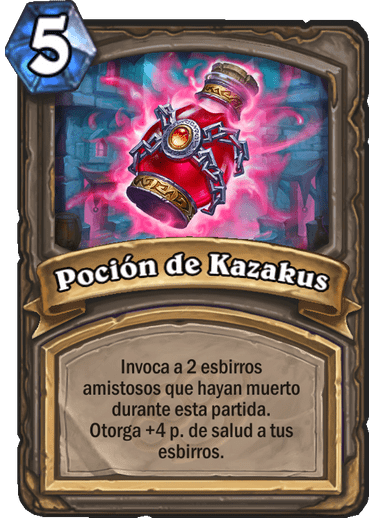 5
Poción de Kazakus
Invoca a 2 esbirros
amistosos que hayan muerto
durante esta partida.
Otorga +4 p. de salud a tus
esbirros.